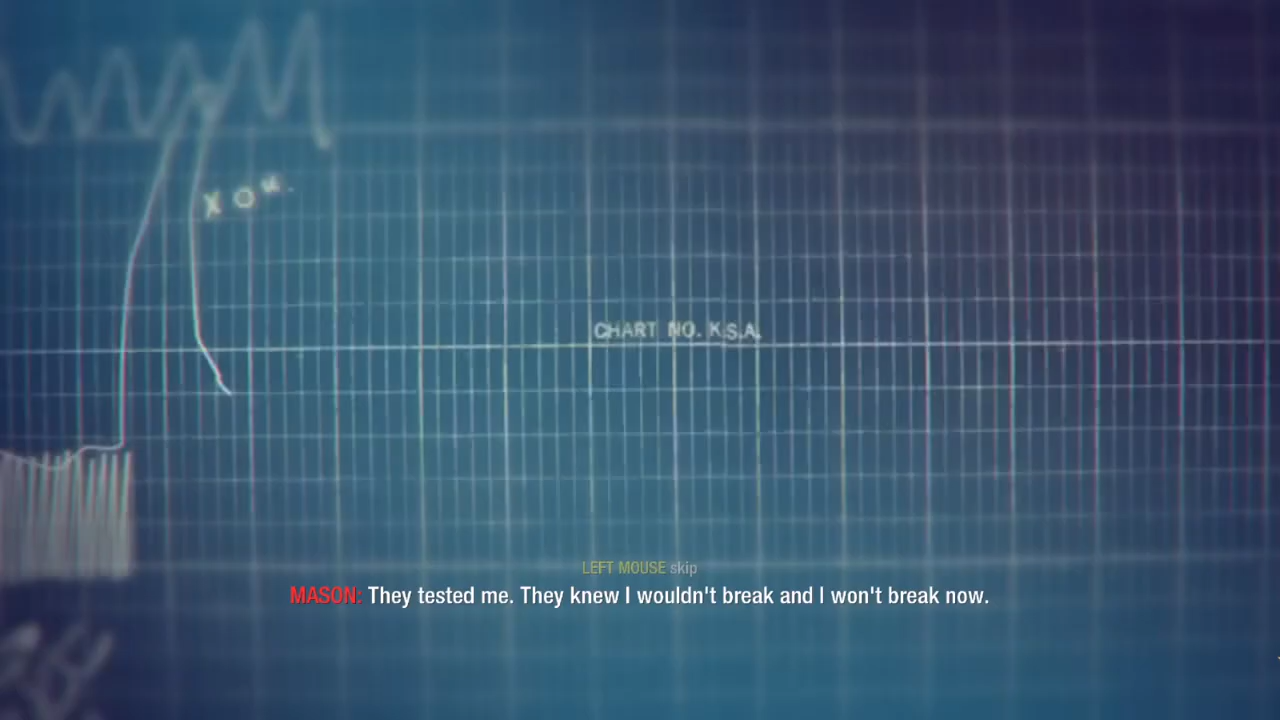 CHART NO. K.S.A.
LEFT MOUSE skip
MASON: They tested me. They knew I wouldn't break and I won't break now.